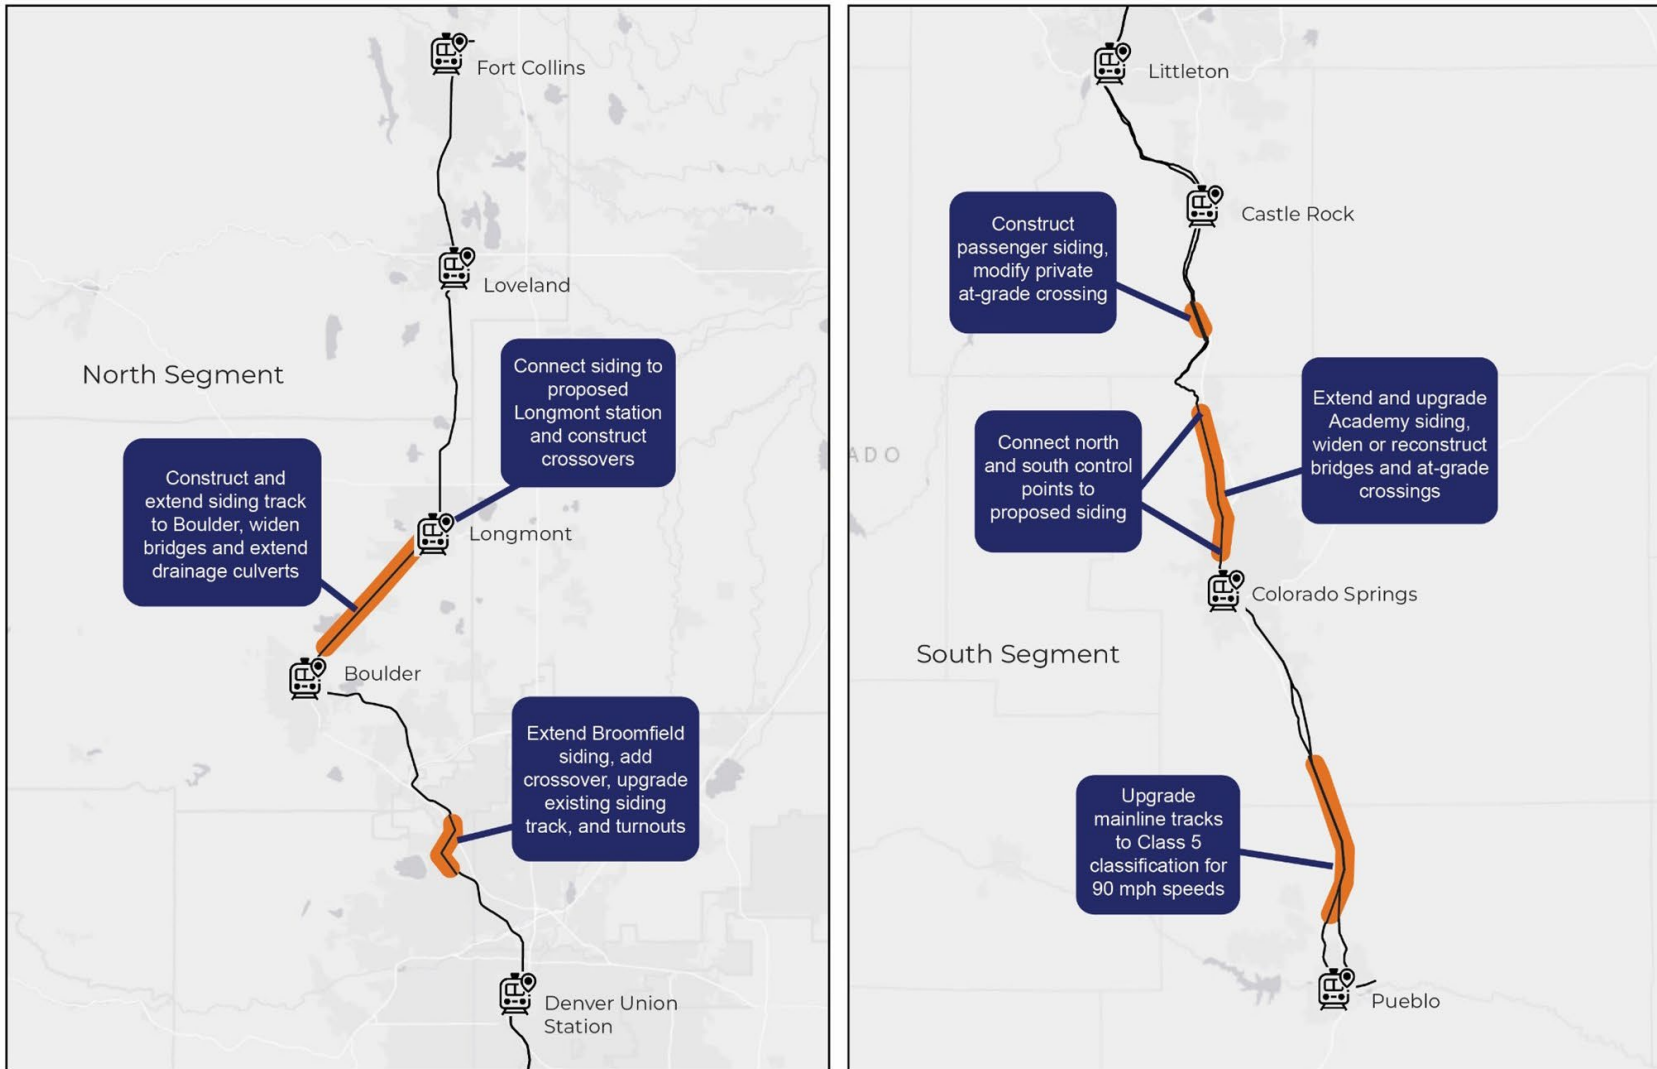 Fort Collins
Loveland
North Segment
Connect siding to
proposed
Longmont station
and construct
crossovers
Construct and
extend siding track
to Boulder, widen
bridges and extend
drainage culverts
Longmont
Boulder
Extend Broomfield
siding, add
crossover, upgrade
existing siding
track, and turnouts
Denver Union
Station
Littleton
Castle Rock
Construct
passenger siding,
modify private
at-grade crossing
Extend and upgrade
Academy siding,
widen or reconstruct
bridges and at-grade
crossings
Connect north
and south control
points to
proposed siding
ADO
Colorado Springs
South Segment
Upgrade
mainline tracks
to Class 5
classification for
90 mph speeds
Pueblo